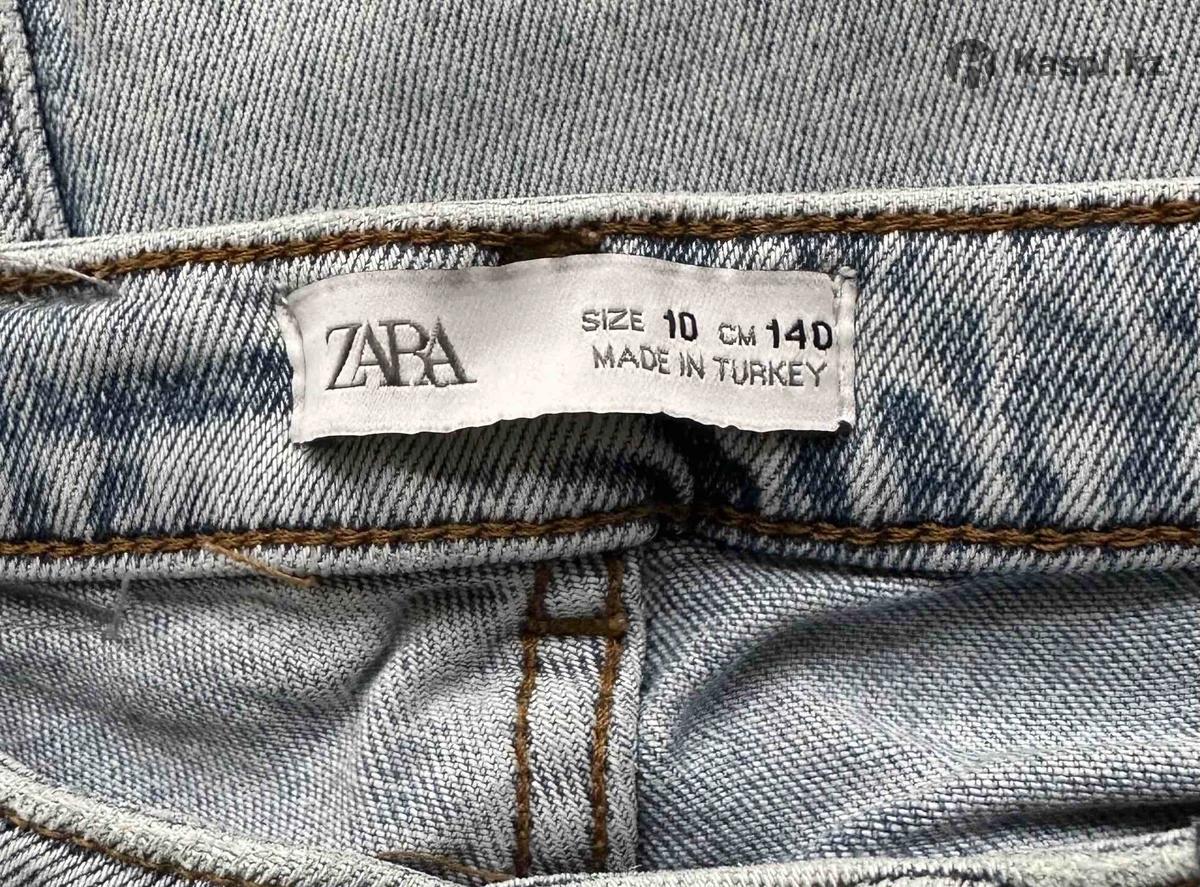 Kaspi.kz
ZARA
SIZE 10 CM 140
MADE IN TURKEY